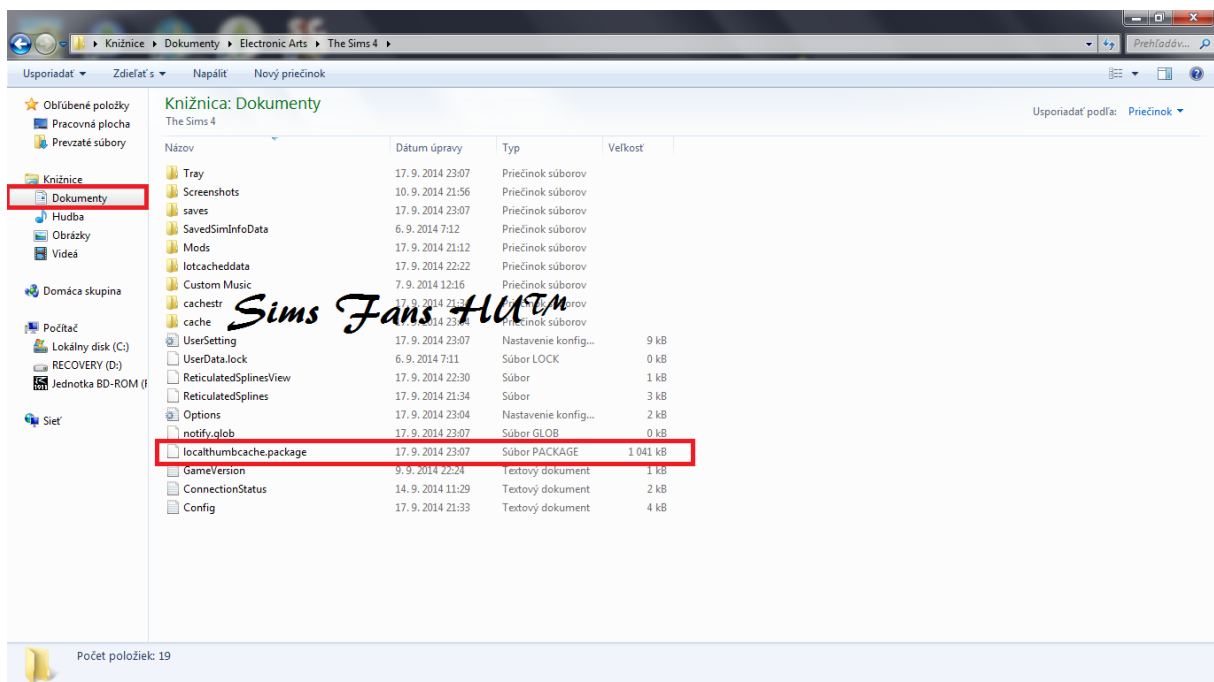 Knižnice ▸ Dokumenty ▸ Electronic Arts ▸ The Sims 4 ▸
Prehľadáv...
Usporiadať Zdieľať s Napáliť Nový priečinok
Obľúbené položky
Pracovná plocha
Prevzaté súbory
Knižnice
Dokumenty
Hudba
Obrázky
Videá
Domáca skupina
Počítač
Lokálny disk (C:)
RECOVERY (D:)
Jednotka BD-ROM (F
Sieť
Knižnica: Dokumenty
The Sims 4
Usporiadať podľa: Priečinok
Názov Dátum úpravy Typ Veľkosť
Tray 17. 9. 2014 23:07 Priečinok súborov
Screenshots 10. 9. 2014 21:56 Priečinok súborov
saves 17. 9. 2014 23:07 Priečinok súborov
SavedSimInfoData 6. 9. 2014 7:12 Priečinok súborov
Mods 17. 9. 2014 21:12 Priečinok súborov
lotcacheddata 17. 9. 2014 22:22 Priečinok súborov
Custom Music 7. 9. 2014 12:16 Priečinok súborov
cachestr 17. 9. 2014 21:34 Priečinok súborov
Sims Fans HU™
cache Priečinok súborov
UserSetting 17. 9. 2014 23:07 Nastavenie konfig... 9 kB
UserData.lock 6. 9. 2014 7:11 Súbor LOCK 0 kB
ReticulatedSplinesView 17. 9. 2014 22:30 Súbor 1 kB
ReticulatedSplines 17. 9. 2014 21:34 Súbor 3 kB
Options 17. 9. 2014 23:04 Nastavenie konfig... 2 kB
notify.glob 17. 9. 2014 23:07 Súbor GLOB 0 kB
localthumbcache.package 17. 9. 2014 23:07 Súbor PACKAGE 1 041 kB
GameVersion 9. 9. 2014 22:24 Textový dokument 1 kB
ConnectionStatus 14. 9. 2014 11:29 Textový dokument 2 kB
Config 17. 9. 2014 21:33 Textový dokument 4 kB
Počet položiek: 19